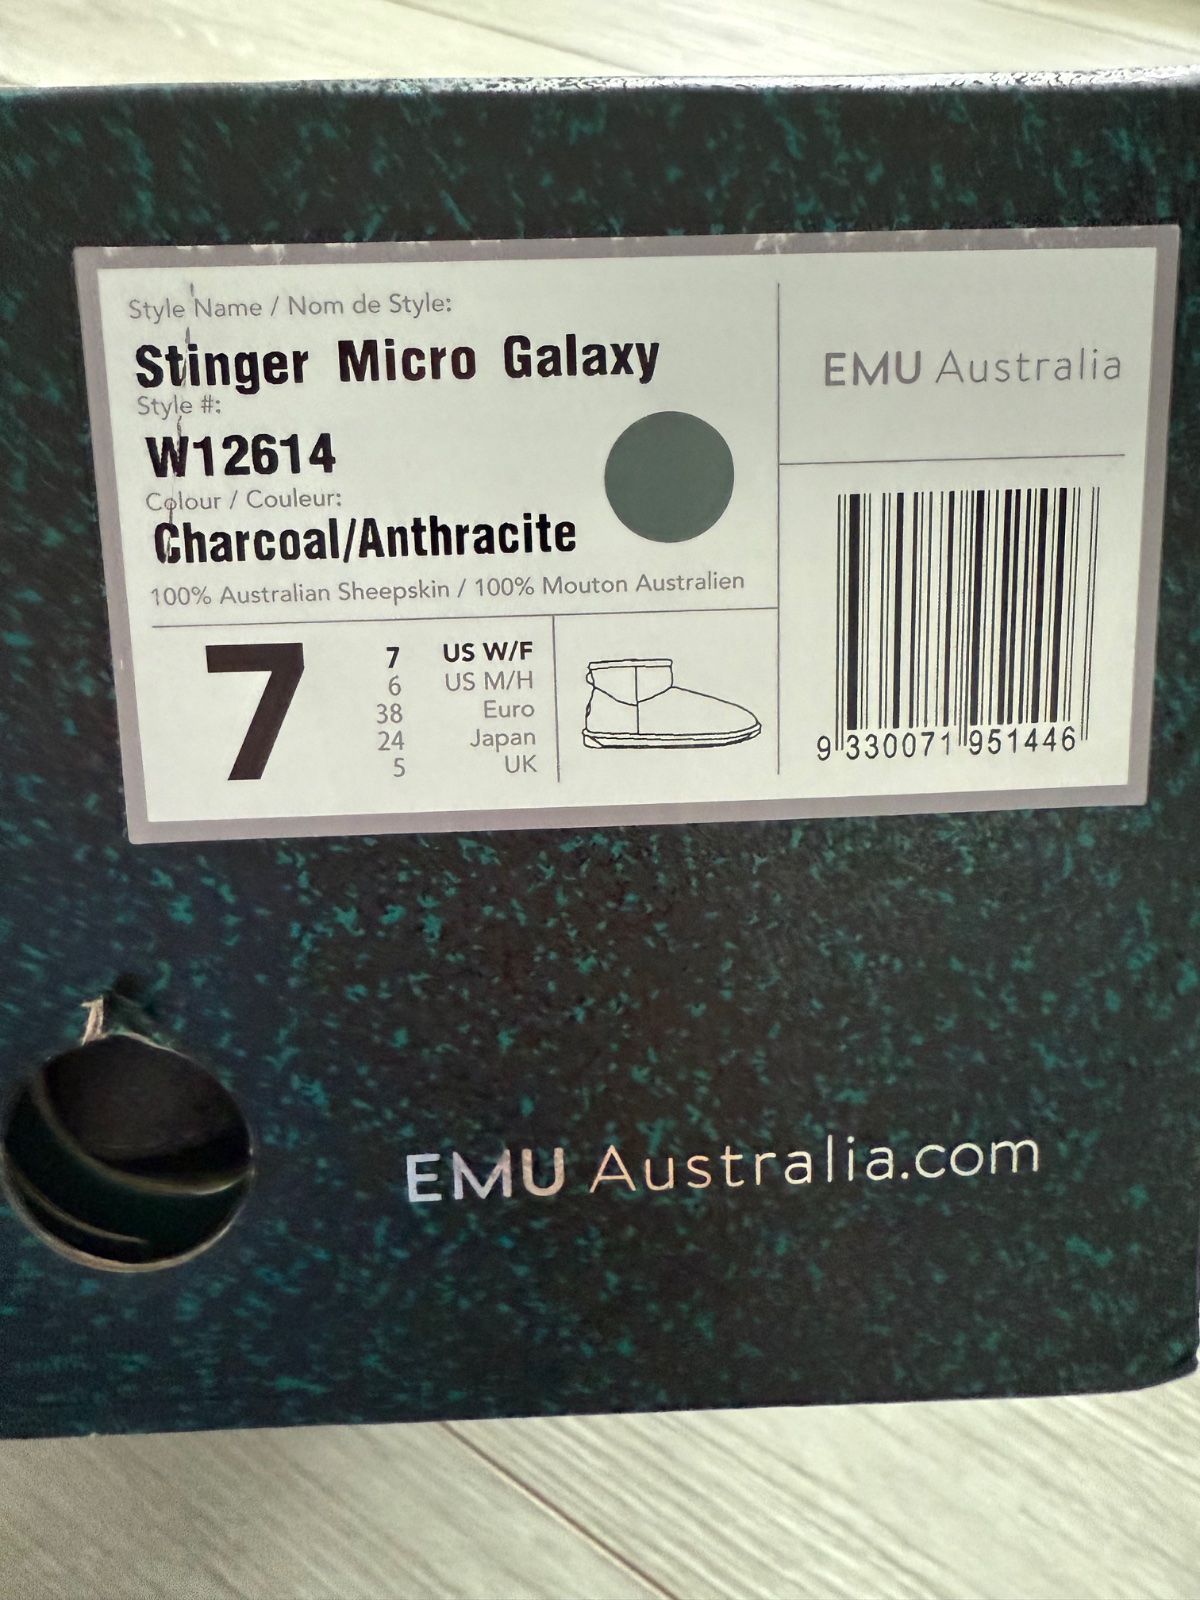 Style Name / Nom de Style:
Stinger Micro Galaxy
Style #:
W12614
Colour / Couleur:
Charcoal/Anthracite
100% Australian Sheepskin / 100% Mouton Australien
7
7 US W/F
6 US M/H
38 Euro
24 Japan
5 UK
EMU Australia
9 330071 951446
EMU Australia.com